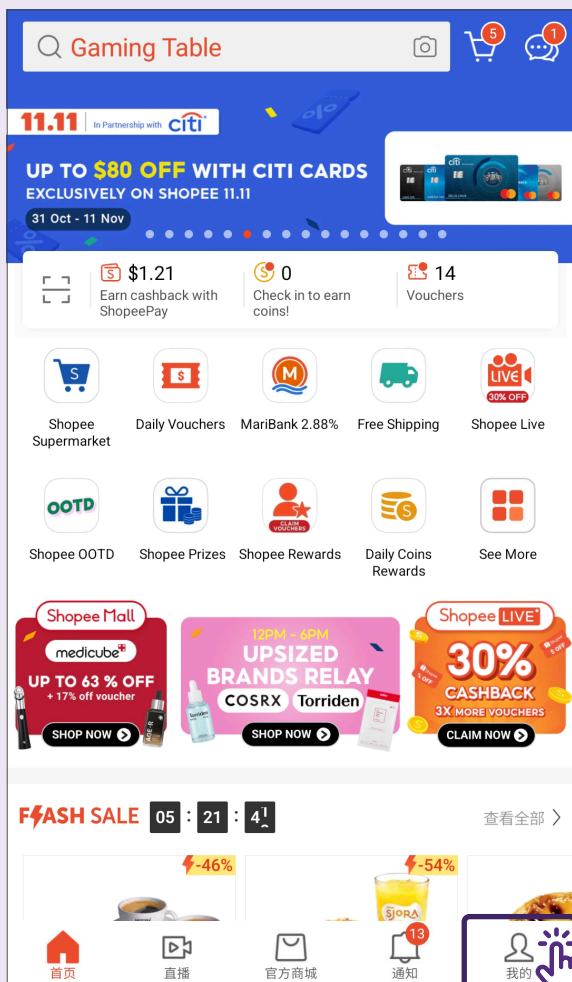 Gaming Table
5
1
11.11 In Partnership with citi
UP TO $80 OFF WITH CITI CARDS
EXCLUSIVELY ON SHOPEE 11.11
31 Oct - 11 Nov
$1.21
Earn cashback with
ShopeePay
0
Check in to earn
coins!
14
Vouchers
LIVE
30% OFF
Shopee
Supermarket
Daily Vouchers
MariBank 2.88%
Free Shipping
Shopee Live
OOTD
CLAIM
VOUCHERS
Shopee OOTD
Shopee Prizes
Shopee Rewards
Daily Coins
Rewards
See More
Shopee Mall
medicube
UP TO 63 % OFF
+ 17% off voucher
AGE-R
SHOP NOW
12PM - 6PM
UPSIZED
BRANDS RELAY
COSRX Torriden
Torriden
SHOP NOW
Shopee LIVE
30%
CASHBACK
3X MORE VOUCHERS
CLAIM NOW
FLASH SALE 05 : 21 :
查看全部
-46%
-54%
SJORA
首页
直播
官方商城
13
通知
我的